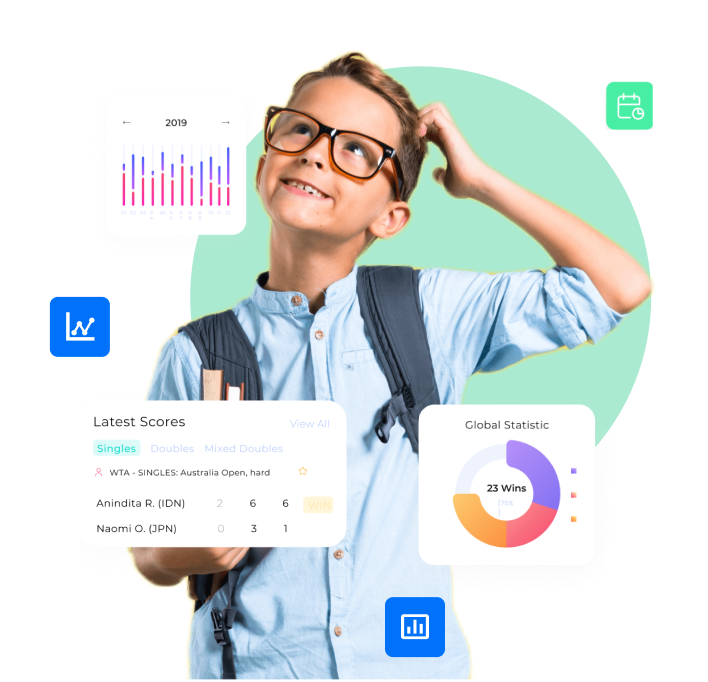 ← 2019 →
Latest Scores View All
Singles Doubles Mixed Doubles
WTA - SINGLES: Australia Open, hard
Anindita R. (IDN) 2 6 6 WIN
Naomi O. (JPN) 0 3 1
Global Statistic
23 Wins